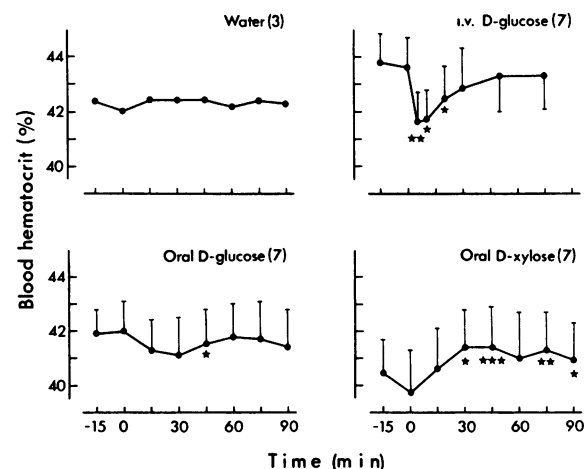 Water (3)
i.v. D-glucose (7)
44
42
40
★★
★
★
Blood hematocrit (%)
Oral D-glucose (7)
Oral D-xylose (7)
44
42
40
★
★
★★★
★★
★
-15 0 30 60 90
-15 0 30 60 90
Time (min)